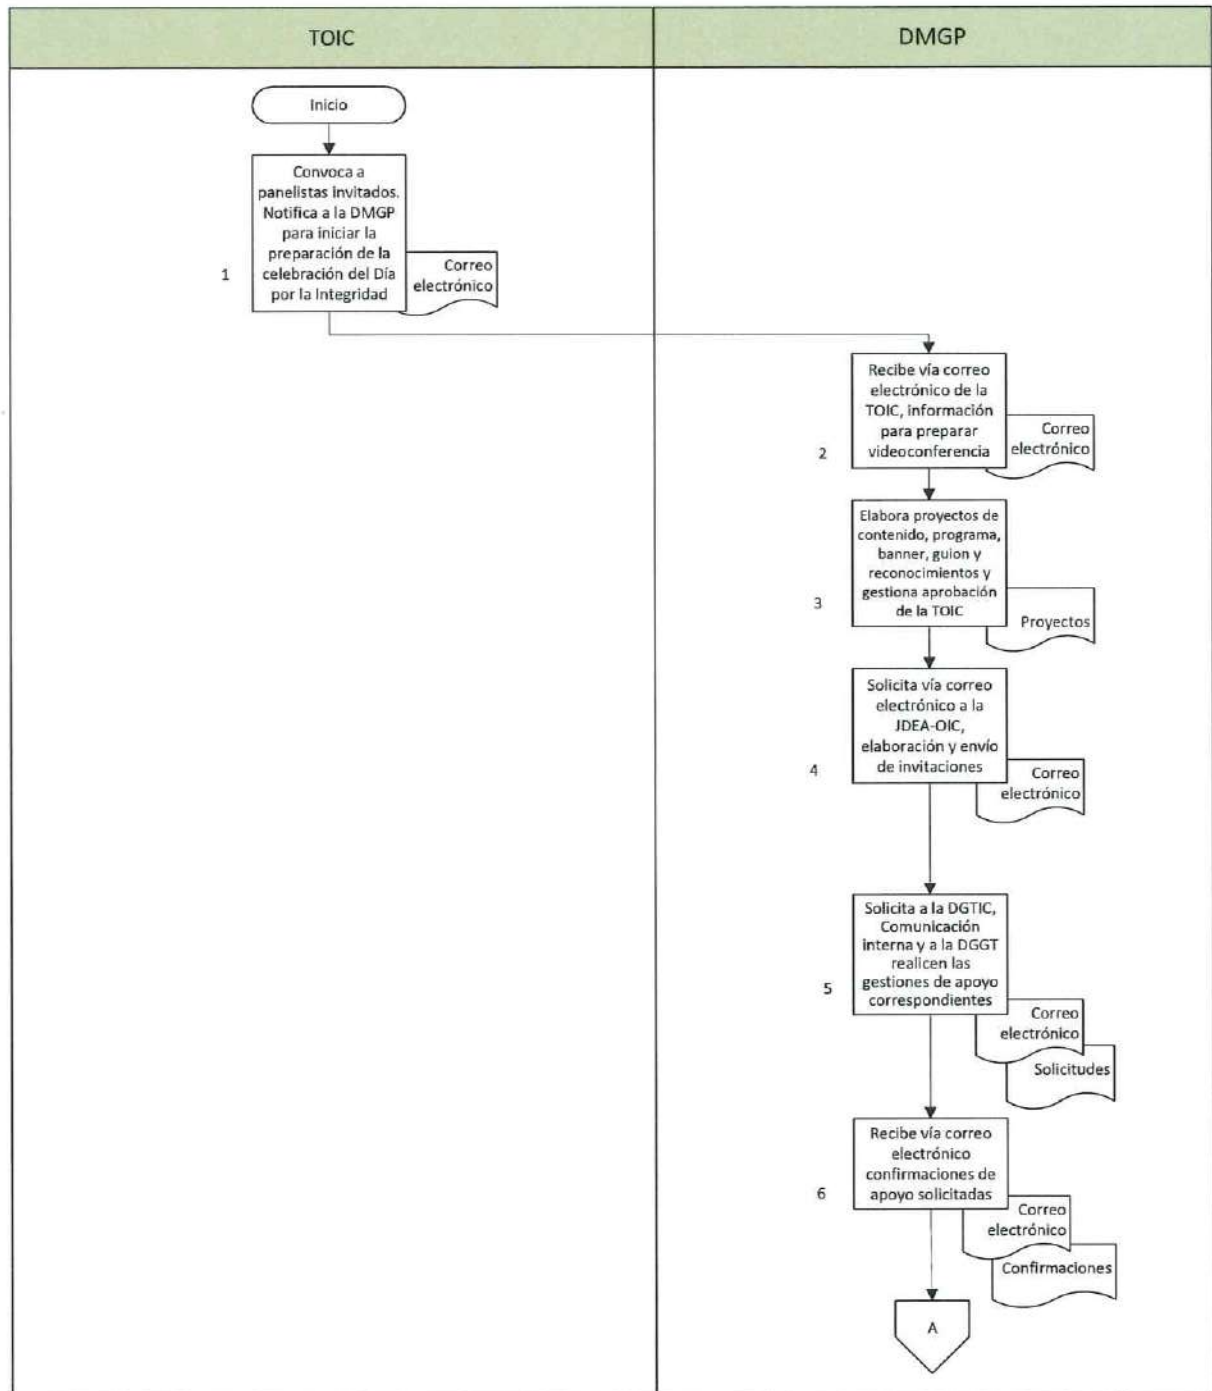 TOIC
DMGP
Inicio
Convoca a
panelistas invitados.
Notifica a la DMGP
para iniciar la
preparación de la
celebración del Día
por la Integridad
1
Correo
electrónico
Recibe vía correo
electrónico de la
TOIC, información
para preparar
videoconferencia
2
Correo
electrónico
Elabora proyectos de
contenido, programa,
banner, guion y
reconocimientos y
gestiona aprobación
de la TOIC
3
Proyectos
Solicita vía correo
electrónico a la
JDEA-OIC,
elaboración y envío
de invitaciones
4
Correo
electrónico
Solicita a la DGTIC,
Comunicación
interna y a la DGGT
realicen las
gestiones de apoyo
correspondientes
5
Correo
electrónico
Solicitudes
Recibe vía correo
electrónico
confirmaciones de
apoyo solicitadas
6
Correo
electrónico
Confirmaciones
A